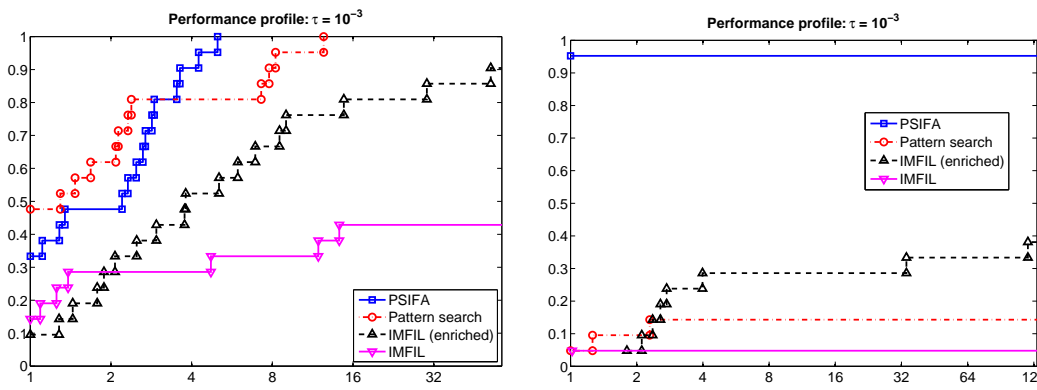 Performance profile: τ = 10⁻³
1
0.9
0.8
0.7
0.6
0.5
0.4
0.3
0.2
0.1
0
1 2 4 8 16 32
PSIFA
Pattern search
IMFIL (enriched)
IMFIL
Performance profile: τ = 10⁻³
1
0.9
0.8
0.7
0.6
0.5
0.4
0.3
0.2
0.1
0
1 2 4 8 16 32 64 12
PSIFA
Pattern search
IMFIL (enriched)
IMFIL